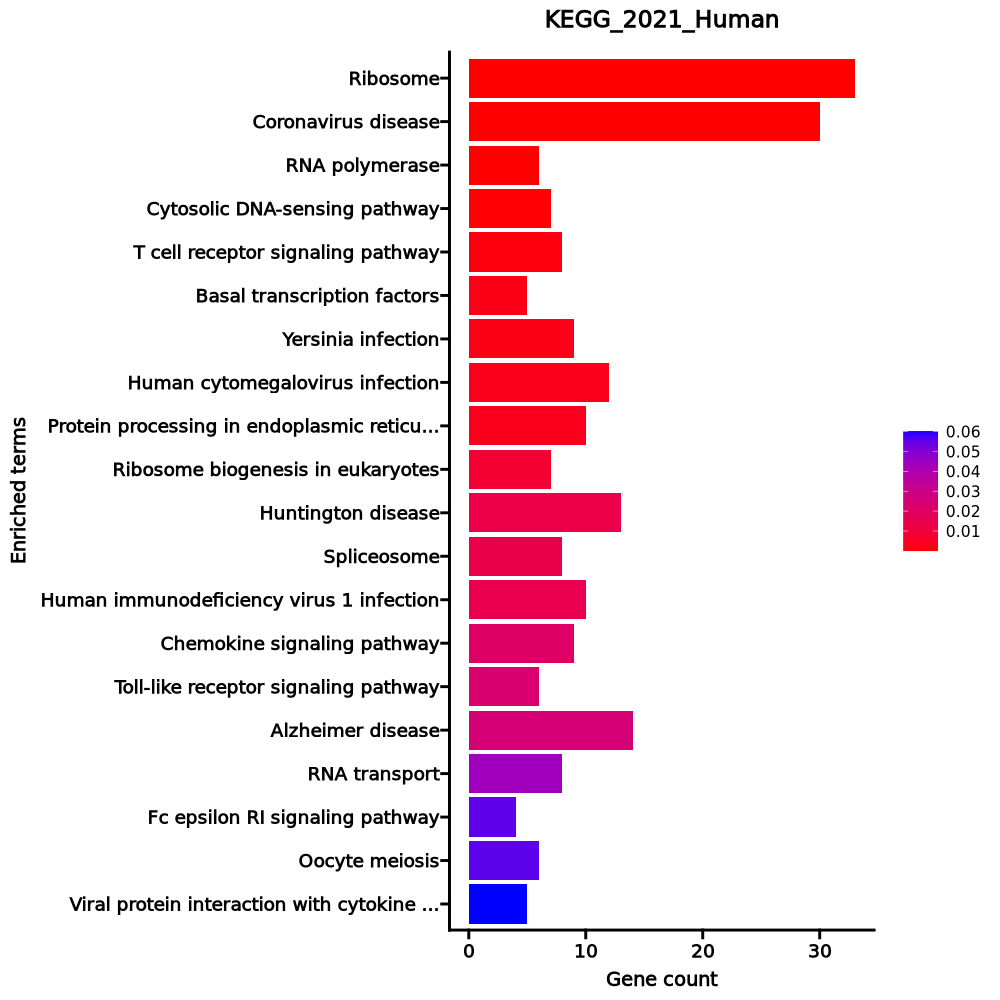 KEGG_2021_Human
Ribosome
Coronavirus disease
RNA polymerase
Cytosolic DNA-sensing pathway
T cell receptor signaling pathway
Basal transcription factors
Yersinia infection
Human cytomegalovirus infection
Protein processing in endoplasmic reticu...
Ribosome biogenesis in eukaryotes
Huntington disease
Spliceosome
Human immunodeficiency virus 1 infection
Chemokine signaling pathway
Toll-like receptor signaling pathway
Alzheimer disease
RNA transport
Fc epsilon RI signaling pathway
Oocyte meiosis
Viral protein interaction with cytokine ...
Enriched terms
0 10 20 30
Gene count
0.06
0.05
0.04
0.03
0.02
0.01